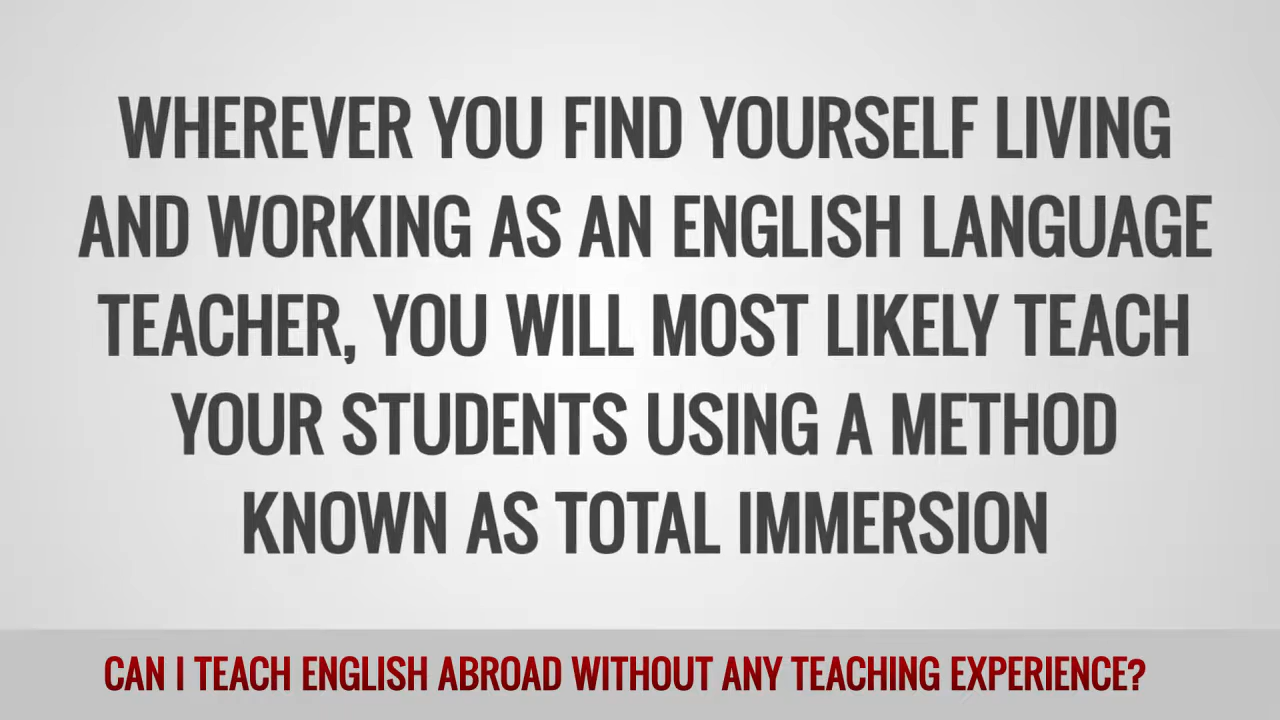 WHEREVER YOU FIND YOURSELF LIVING
AND WORKING AS AN ENGLISH LANGUAGE
TEACHER, YOU WILL MOST LIKELY TEACH
YOUR STUDENTS USING A METHOD
KNOWN AS TOTAL IMMERSION
CAN I TEACH ENGLISH ABROAD WITHOUT ANY TEACHING EXPERIENCE?